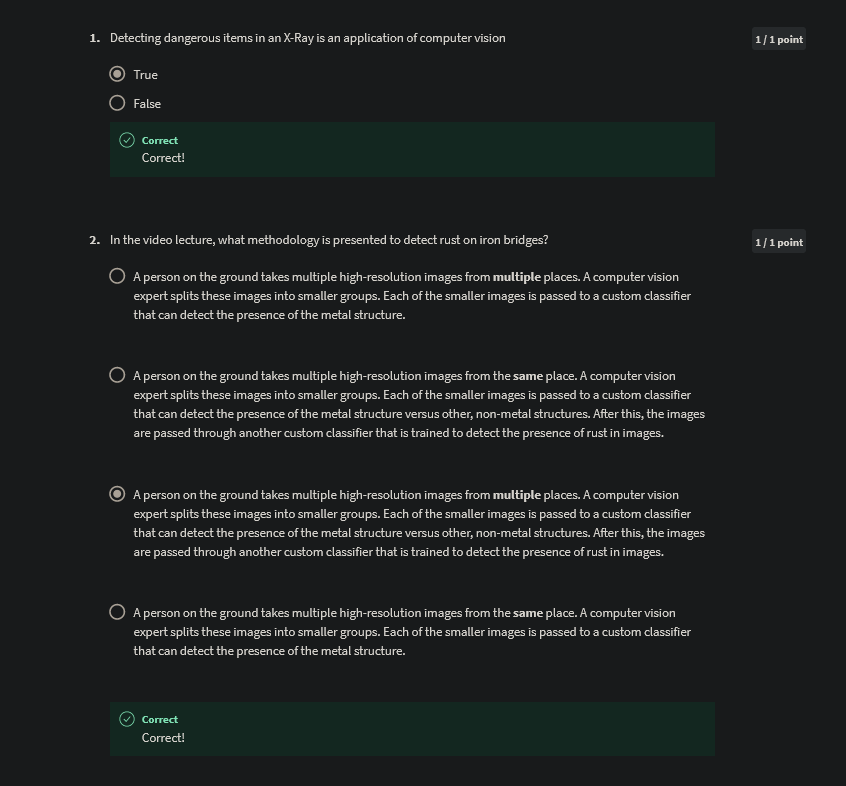 1. Detecting dangerous items in an X-Ray is an application of computer vision
1 / 1 point
True
False
Correct
Correct!
2. In the video lecture, what methodology is presented to detect rust on iron bridges?
1 / 1 point
A person on the ground takes multiple high-resolution images from multiple places. A computer vision
expert splits these images into smaller groups. Each of the smaller images is passed to a custom classifier
that can detect the presence of the metal structure.
A person on the ground takes multiple high-resolution images from the same place. A computer vision
expert splits these images into smaller groups. Each of the smaller images is passed to a custom classifier
that can detect the presence of the metal structure versus other, non-metal structures. After this, the images
are passed through another custom classifier that is trained to detect the presence of rust in images.
A person on the ground takes multiple high-resolution images from multiple places. A computer vision
expert splits these images into smaller groups. Each of the smaller images is passed to a custom classifier
that can detect the presence of the metal structure versus other, non-metal structures. After this, the images
are passed through another custom classifier that is trained to detect the presence of rust in images.
A person on the ground takes multiple high-resolution images from the same place. A computer vision
expert splits these images into smaller groups. Each of the smaller images is passed to a custom classifier
that can detect the presence of the metal structure.
Correct
Correct!